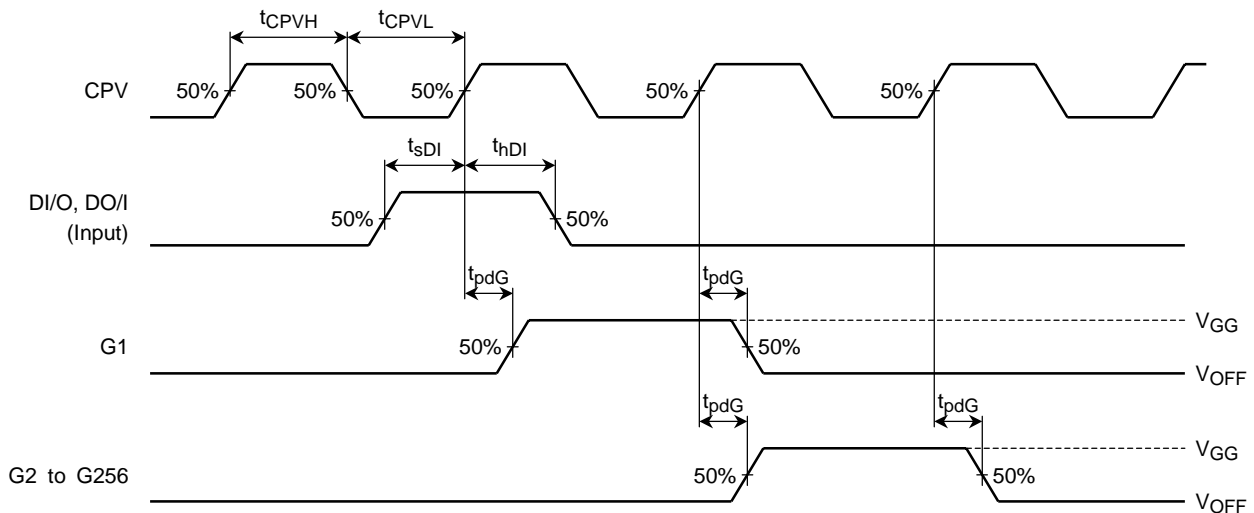 tCPVH
tCPVL
CPV
50%
50%
50%
50%
50%
tsDI
thDI
DI/O, DO/I
(Input)
50%
50%
tpdG
tpdG
G1
50%
50%
VGG
VOFF
tpdG
tpdG
G2 to G256
50%
50%
VGG
VOFF